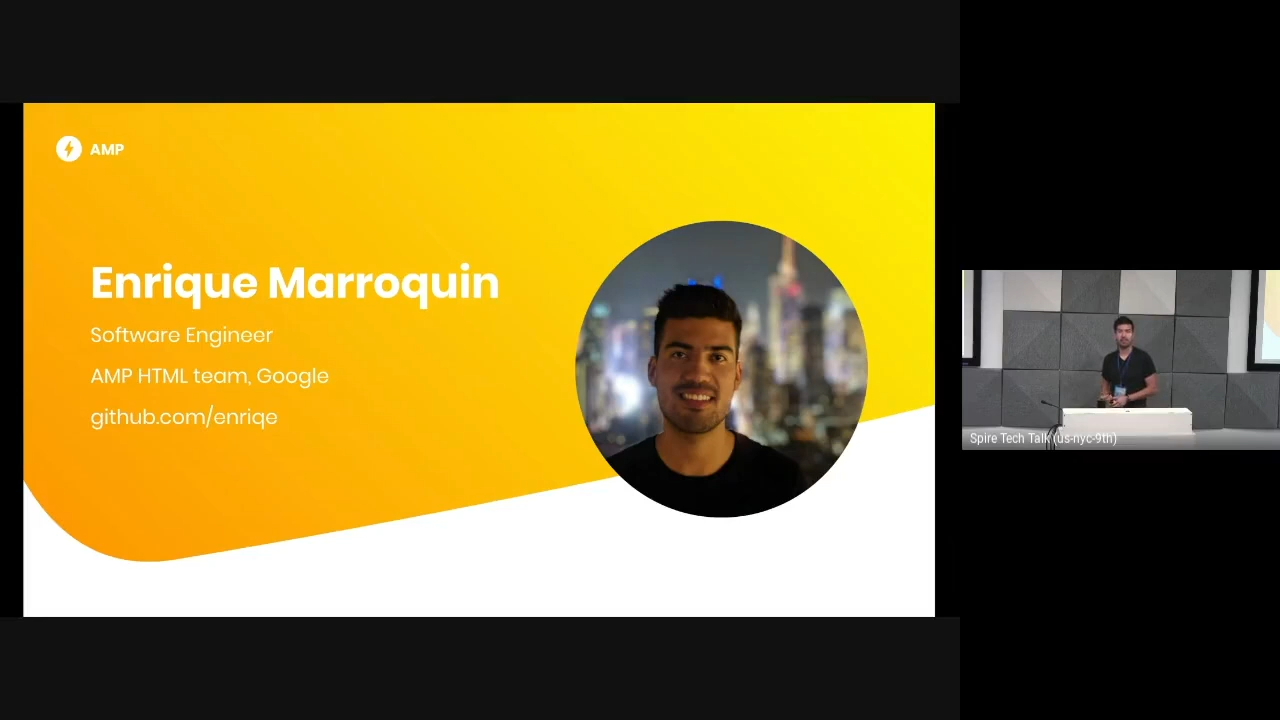 AMP
Enrique Marroquin
Software Engineer
AMP HTML team, Google
github.com/enriqe
Spire Tech Talk (us-nyc-9th)